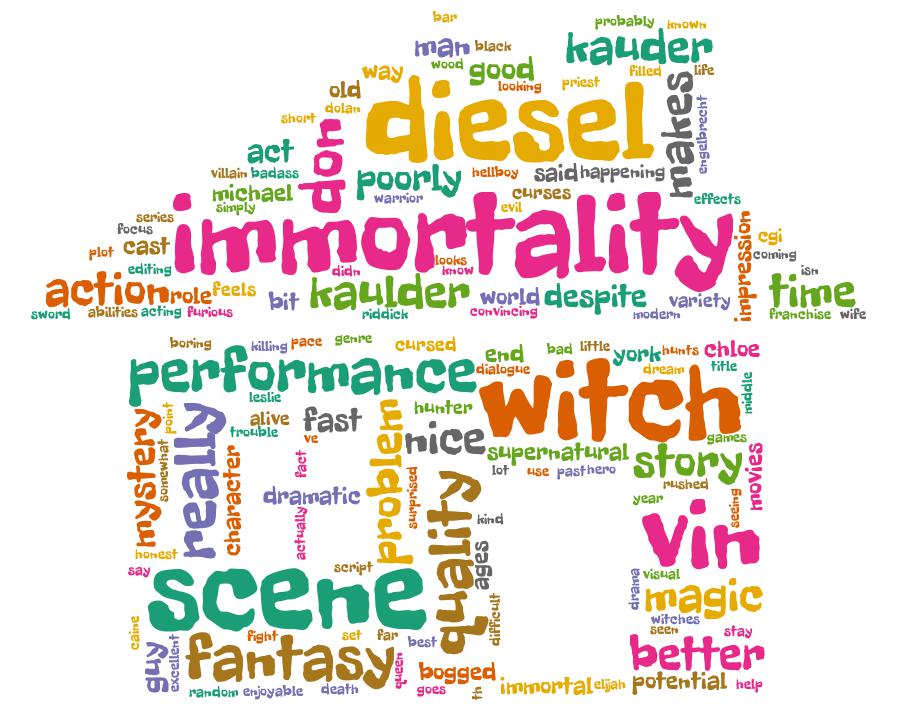 bar
probably known
man black kauder
way wood good filled life
old looking priest
dolan diesel makes
short don engelbrecht
act
villain badass poorly hellboy said happening
michael warrior curses effects
simply evil
series immortality impression
focus cgi
plot cast looks coming
editing didn know isn
action role feels bit kaulder world despite variety time
sword abilities acting furious riddick convincing modern franchise wife
boring killing pace genre cursed end bad little york hunts chloe
performance dialogue dream title
leslie witch middle
mystery point really alive fast problem hunter
trouble ve nice games
somewhat character fact supernatural story movies
lot use past hero
dramatic surprised quality rushed
year seeing
actually kind vin
honest ages
say script drama visual
scene difficult magic
witches
caine fight set far best seen stay
guy excellent fantasy queen better
bogged
random enjoyable death goes th immortal elijah potential help